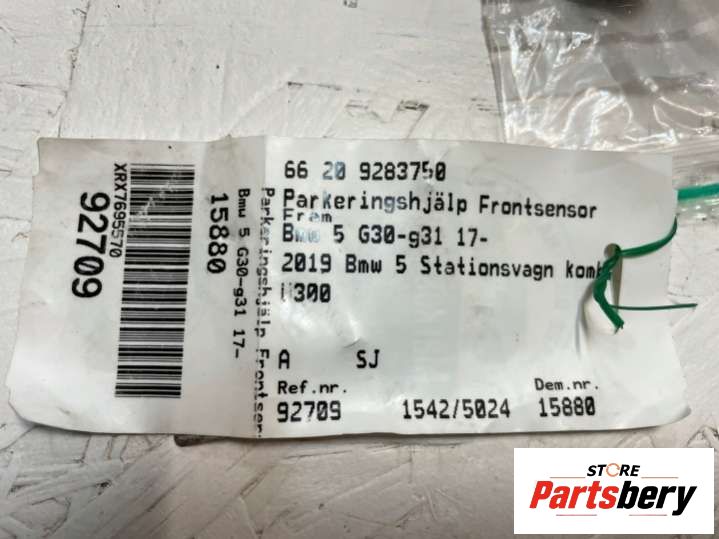 66 20 9283750
Parkeringshjälp Frontsensor
Fram
Bmw 5 G30-g31 17-
2019 Bmw 5 Stationsvagn komb
U300
A SJ
Ref.nr. Dem.nr.
92709 1542/5024 15880
XRX7695570
92709
15880
Bmw 5 G30-g31 17-
Parkeringshjälp Frontsen
STORE
Partsbery